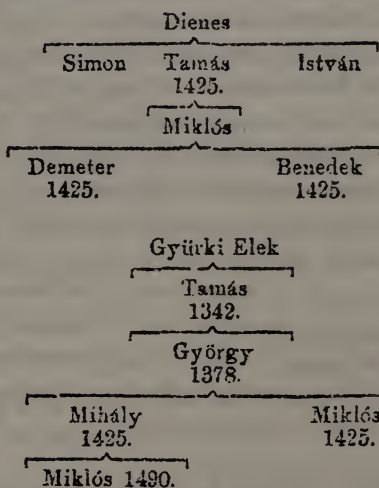 Dienes
Simon Tamás István
1425.
Miklós
Demeter Benedek
1425. 1425.
Gyürki Elek
Tamás
1342.
György
1378.
Mihály Miklós
1425. 1425.
Miklós 1490.